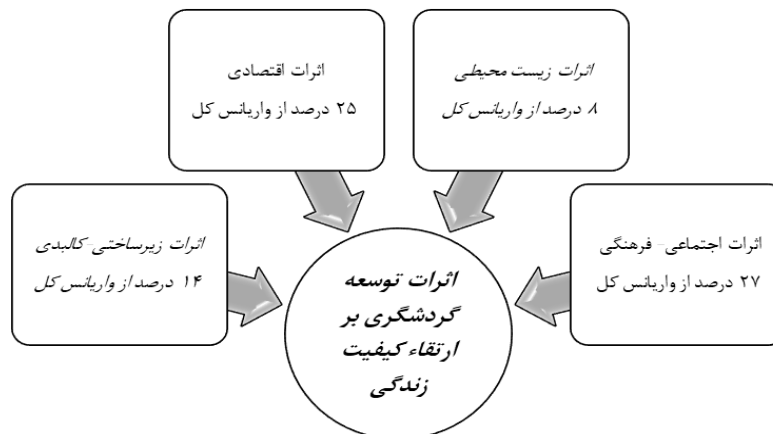 اثرات زیست محیطی
۸ درصد از واریانس کل
اثرات اقتصادی
۲۵ درصد از واریانس کل
اثرات اجتماعی- فرهنگی
۲۷ درصد از واریانس کل
اثرات زیرساختی-کالبدی
۱۴ درصد از واریانس کل
اثرات توسعه
گردشگری بر
ارتقاء کیفیت
زندگی